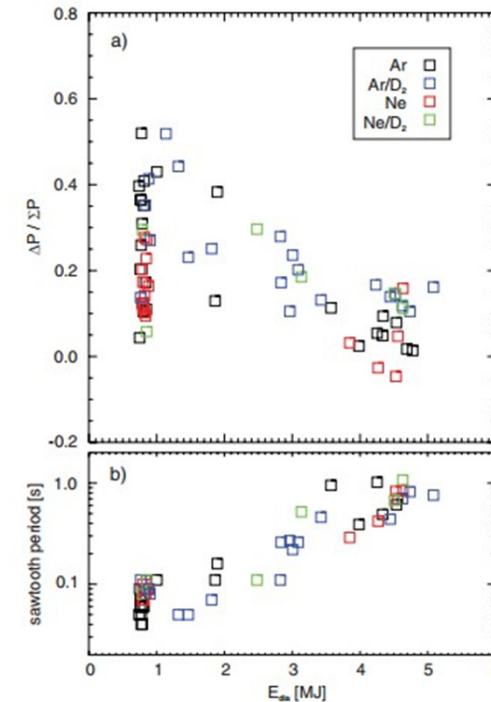 0.8
a)
Ar
Ar/D₂
Ne
Ne/D₂
0.6
0.4
0.2
0.0
-0.2
ΔP / ΣP
b)
1.0
0.1
sawtooth period [s]
0 1 2 3 4 5
E_dia [MJ]